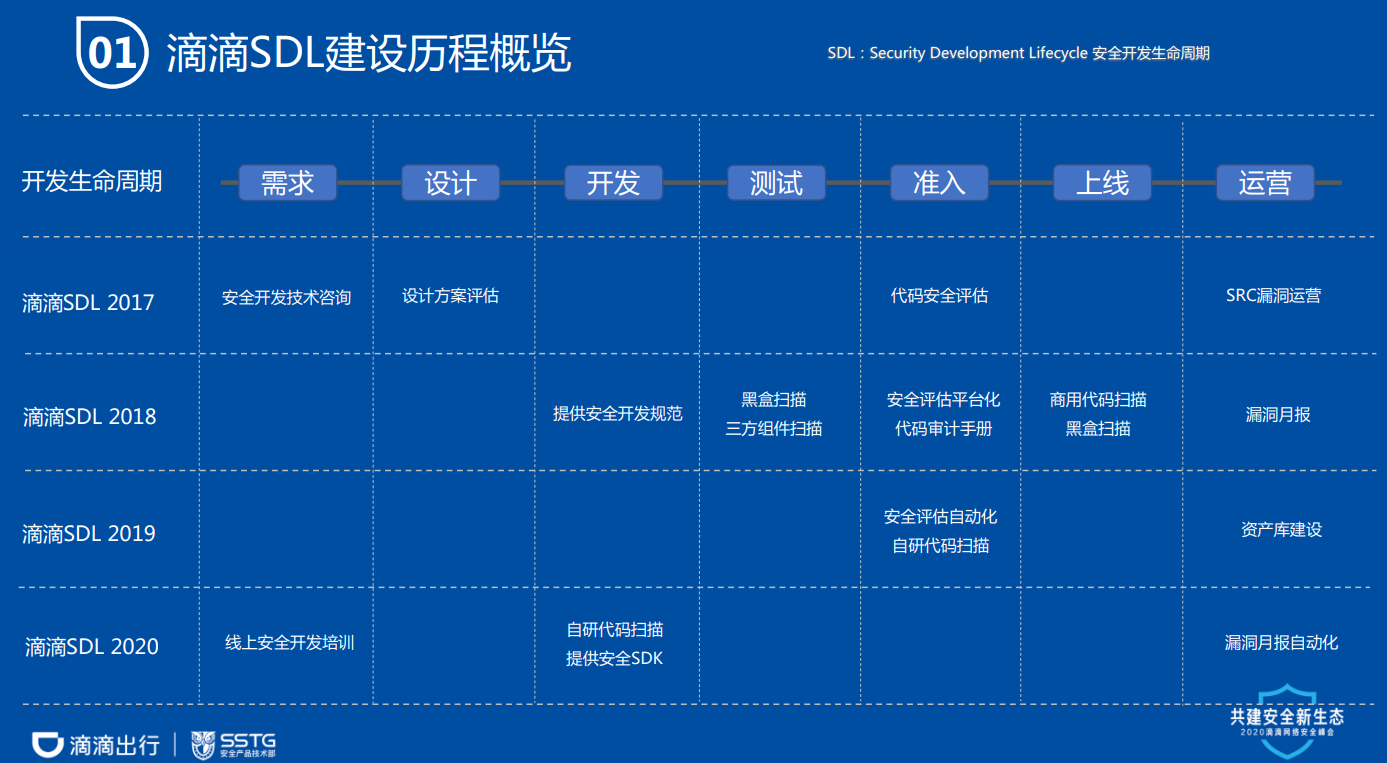 01 滴滴SDL建设历程概览
SDL：Security Development Lifecycle 安全开发生命周期
开发生命周期 需求 设计 开发 测试 准入 上线 运营
滴滴SDL 2017 安全开发技术咨询 设计方案评估 代码安全评估 SRC漏洞运营
滴滴SDL 2018 提供安全开发规范 黑盒扫描 安全评估平台化 商用代码扫描 漏洞月报
三方组件扫描 代码审计手册 黑盒扫描
滴滴SDL 2019 安全评估自动化 资产库建设
自研代码扫描
滴滴SDL 2020 线上安全开发培训 自研代码扫描 漏洞月报自动化
提供安全SDK
共建安全新生态
2020滴滴网络安全峰会
滴滴出行 SSTG
安全产品技术部